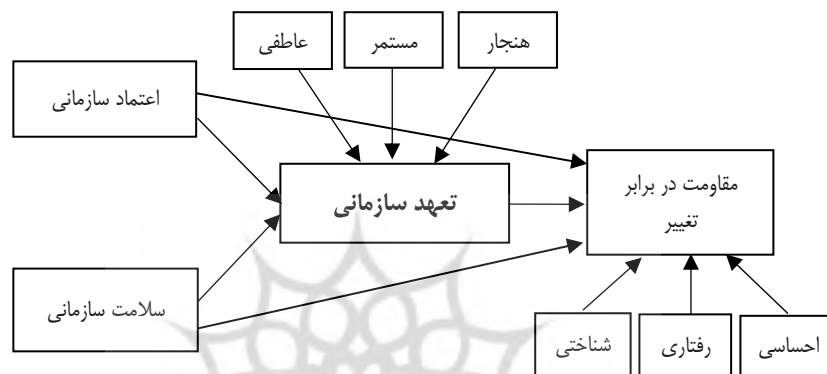 هنجار
مستمر
عاطفی
اعتماد سازمانی
تعهد سازمانی
مقاومت در برابر
تغییر
سلامت سازمانی
احساسی
رفتاری
شناختی